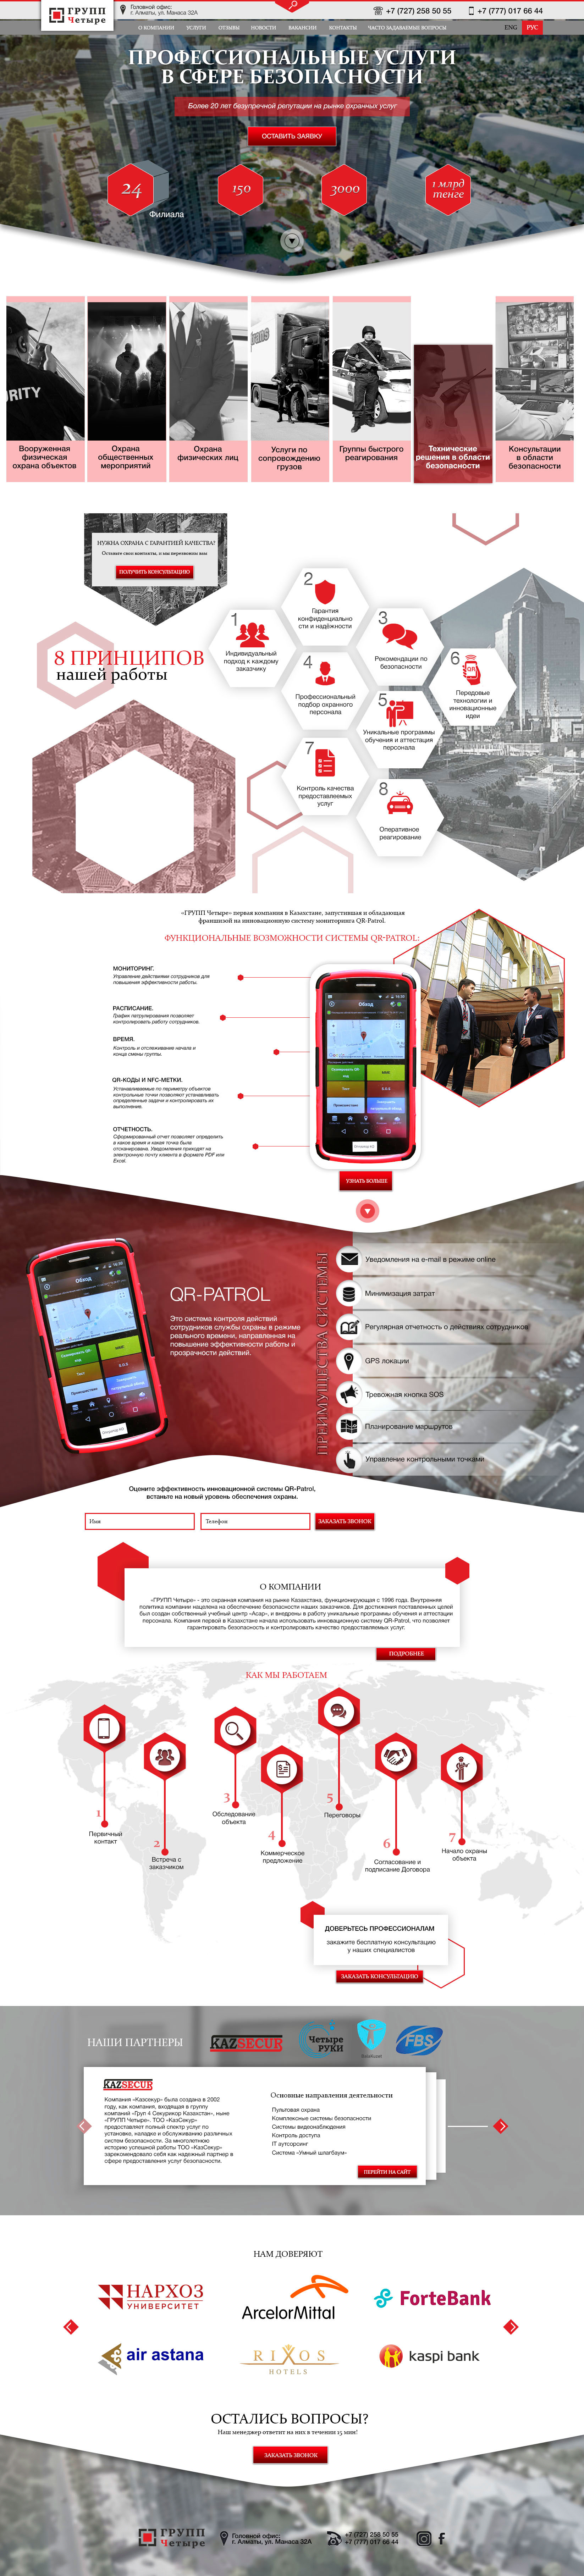 ГРУПП
Четыре
Головной офис:
г. Алматы, ул. Манаса 32А
+7 (727) 258 50 55
+7 (777) 017 66 44
О КОМПАНИИ УСЛУГИ ОТЗЫВЫ НОВОСТИ ВАКАНСИИ КОНТАКТЫ ЧАСТО ЗАДАВАЕМЫЕ ВОПРОСЫ
ENG РУС
ПРОФЕССИОНАЛЬНЫЕ УСЛУГИ
В СФЕРЕ БЕЗОПАСНОСТИ
Более 20 лет безупречной репутации на рынке охранных услуг
ОСТАВИТЬ ЗАЯВКУ
24
Филиала
150
3000
1 млрд
тенге
RITY
trans
Вооруженная
физическая
охрана объектов
Охрана
общественных
мероприятий
Охрана
физических лиц
Услуги по
сопровождению
грузов
Группы быстрого
реагирования
Технические
решения в области
безопасности
Консультации
в области
безопасности
НУЖНА ОХРАНА С ГАРАНТИЕЙ КАЧЕСТВА?
Оставьте свои контакты, и мы перезвоним вам
ПОЛУЧИТЬ КОНСУЛЬТАЦИЮ
8 ПРИНЦИПОВ
нашей работы
1
Индивидуальный
подход к каждому
заказчику
2
Гарантия
конфиденциально
сти и надёжности
3
Рекомендации по
безопасности
4
Профессиональный
подбор охранного
персонала
5
Уникальные программы
обучения и аттестация
персонала
6
QR
Передовые
технологии и
инновационные
идеи
7
Контроль качества
предоставляемых
услуг
8
Оперативное
реагирование
«ГРУПП Четыре» первая компания в Казахстане, запустившая и обладающая
франшизой на инновационную систему мониторинга QR-Patrol.
ФУНКЦИОНАЛЬНЫЕ ВОЗМОЖНОСТИ СИСТЕМЫ QR-PATROL:
МОНИТОРИНГ.
Управление действиями сотрудников для
повышения эффективности работы.
РАСПИСАНИЕ.
График патрулирования позволяет
контролировать работу сотрудников.
ВРЕМЯ.
Контроль и отслеживание начала и
конца смены группы.
QR-КОДЫ И NFC-МЕТКИ.
Устанавливаемые по периметру объектов
контрольные точки позволяют устанавливать
определенные задачи и контролировать их
выполнение.
ОТЧЕТНОСТЬ.
Сформированный отчет позволяет определить
в какое время и какая точка была
отсканирована. Уведомления приходят на
электронную почту клиента в формате PDF или
Excel.
Обход
УЗНАТЬ БОЛЬШЕ
Обход
QR-PATROL
Это система контроля действий
сотрудников службы охраны в режиме
реального времени, направленная на
повышение эффективности работы и
прозрачности действий.
ПРЕИМУЩЕСТВА СИСТЕМЫ
Уведомления на e-mail в режиме online
Минимизация затрат
Регулярная отчетность о действиях сотрудников
GPS локации
Тревожная кнопка SOS
Планирование маршрутов
Управление контрольными точками
Оцените эффективность инновационной системы QR-Patrol,
встаньте на новый уровень обеспечения охраны.
Имя
Телефон
ЗАКАЗАТЬ ЗВОНОК
О КОМПАНИИ
«ГРУПП Четыре» - это охранная компания на рынке Казахстана, функционирующая с 1996 года. Внутренняя
политика компании нацелена на обеспечение безопасности наших заказчиков. Для достижения поставленных целей
был создан собственный учебный центр «Асар», и внедрены в работу уникальные программы обучения и аттестации
персонала. Компания первой в Казахстане начала использовать инновационную систему QR-Patrol, что позволяет
гарантировать безопасность и контролировать качество предоставляемых услуг.
ПОДРОБНЕЕ
КАК МЫ РАБОТАЕМ
1
Первичный
контакт
2
Встреча с
заказчиком
3
Обследование
объекта
4
Коммерческое
предложение
5
Переговоры
6
Согласование и
подписание Договора
7
Начало охраны
объекта
ДОВЕРЬТЕСЬ ПРОФЕССИОНАЛАМ
закажите бесплатную консультацию
у наших специалистов
ЗАКАЗАТЬ КОНСУЛЬТАЦИЮ
НАШИ ПАРТНЕРЫ
KAZSECUR
Четыре
РУКИ
FBS
KAZSECUR
Компания «Казсекур» была создана в 2002
году, как компания, входящая в группу
компаний «Груп 4 Секурикор Казахстан», ныне
«ГРУПП Четыре». ТОО «КазСекур»
предоставляет полный спектр услуг по
установке, наладке и обслуживанию различных
систем безопасности. За многолетнюю
историю успешной работы ТОО «КазСекур»
зарекомендовало себя как надежный партнер в
сфере предоставления услуг безопасности.
Основные направления деятельности
Пультовая охрана
Комплексные системы безопасности
Системы видеонаблюдения
Контроль доступа
IT аутсорсинг
Система «Умный шлагбаум»
ПЕРЕЙТИ НА САЙТ
НАМ ДОВЕРЯЮТ
НАРХОЗ
УНИВЕРСИТЕТ
ArcelorMittal
ForteBank
air astana
RIXOS
HOTELS
kaspi bank
ОСТАЛИСЬ ВОПРОСЫ?
Наш менеджер ответит на них в течении 15 мин!
ЗАКАЗАТЬ ЗВОНОК
ГРУПП
Четыре
Головной офис:
г. Алматы, ул. Манаса 32А
+7 (727) 258 50 55
+7 (777) 017 66 44